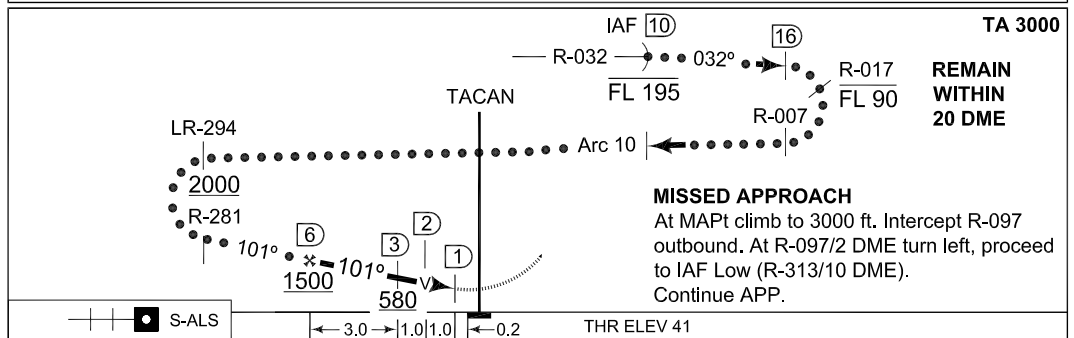 IAF 10
TA 3000
R-032
032º
16
FL 195
R-017
FL 90
REMAIN
WITHIN
20 DME
TACAN
R-007
LR-294
Arc 10
2000
R-281
101º
6
1500
101º
3
580
2
V
1
MISSED APPROACH
At MAPt climb to 3000 ft. Intercept R-097
outbound. At R-097/2 DME turn left, proceed
to IAF Low (R-313/10 DME).
Continue APP.
S-ALS
3.0
1.0
1.0
0.2
THR ELEV 41